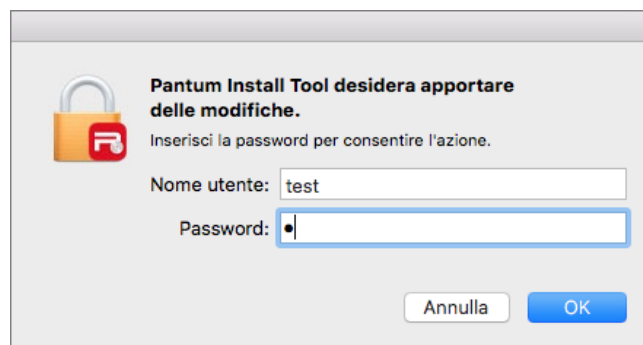 Pantum Install Tool desidera apportare
delle modifiche.
Inserisci la password per consentire l'azione.
Nome utente: test
Password: •
Annulla OK